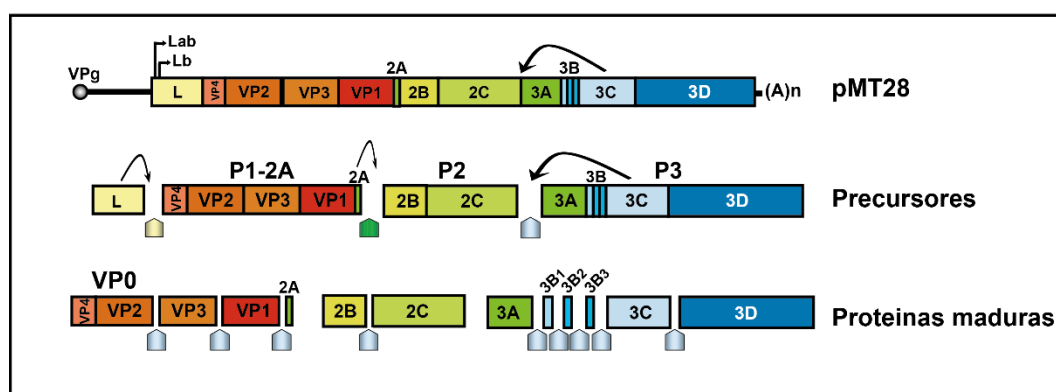 Lab
Lb
VPg
2A
3B
L VP4 VP2 VP3 VP1 2B 2C 3A 3C 3D (A)n pMT28
P1-2A P2 P3
2A 3B
L VP4 VP2 VP3 VP1 2B 2C 3A 3C 3D Precursores
VP0 3B1 3B2 3B3
2A
VP4 VP2 VP3 VP1 2B 2C 3A 3C 3D Proteinas maduras